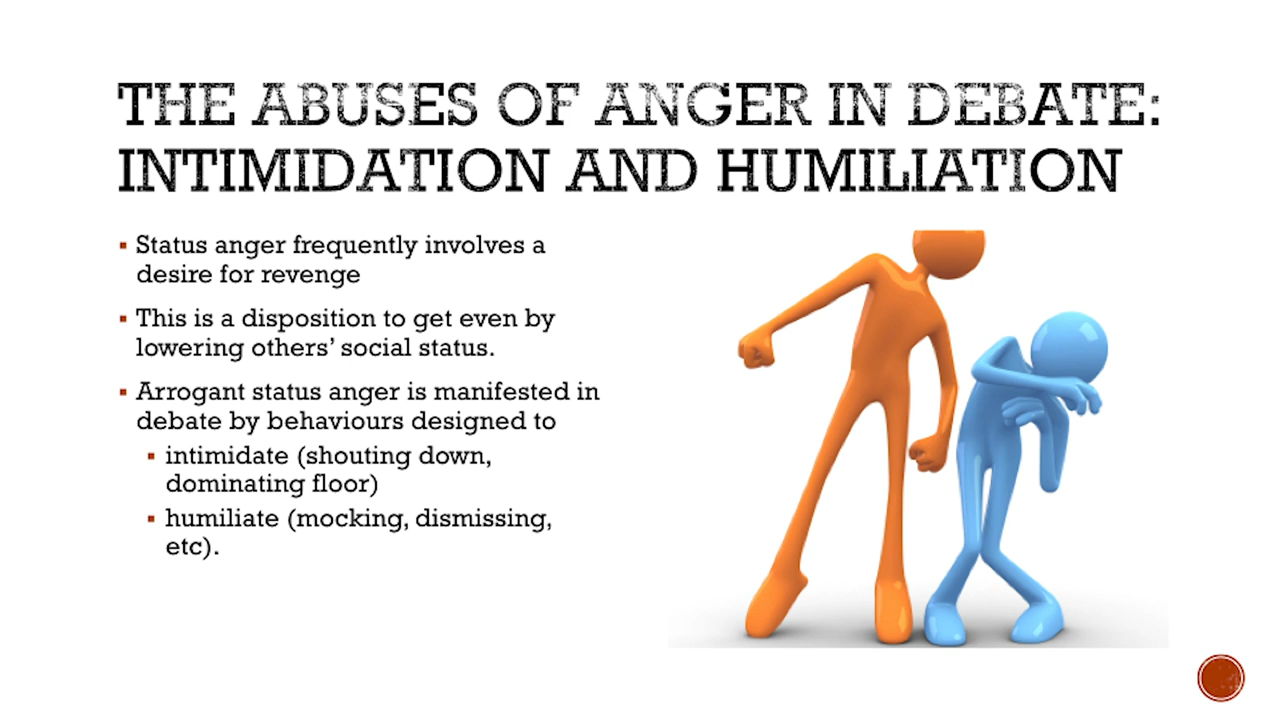 THE ABUSES OF ANGER IN DEBATE:
INTIMIDATION AND HUMILIATION
▪ Status anger frequently involves a
desire for revenge
▪ This is a disposition to get even by
lowering others’ social status.
▪ Arrogant status anger is manifested in
debate by behaviours designed to
▪ intimidate (shouting down,
dominating floor)
▪ humiliate (mocking, dismissing,
etc).